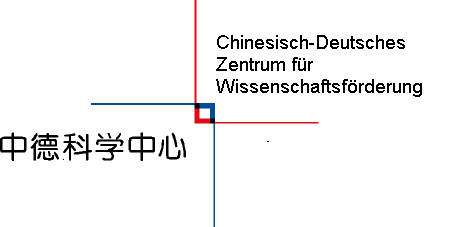 Chinesisch-Deutsches
Zentrum für
Wissenschaftsförderung
中德科学中心